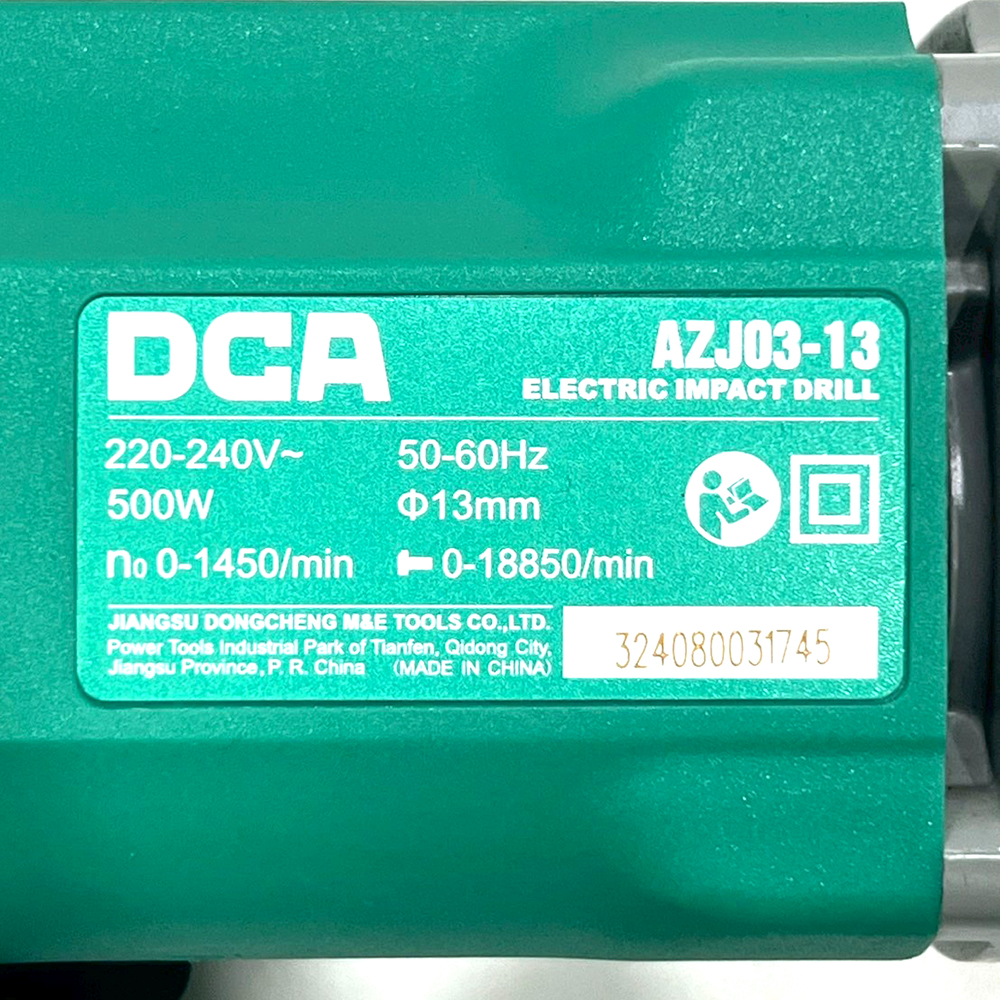 DCA
AZJ03-13
ELECTRIC IMPACT DRILL
220-240V~ 50-60Hz
500W Φ13mm
n₀ 0-1450/min 0-18850/min
JIANGSU DONGCHENG M&E TOOLS CO.,LTD.
Power Tools Industrial Park of Tianfen, Qidong City,
Jiangsu Province, P. R. China (MADE IN CHINA)
324080031745